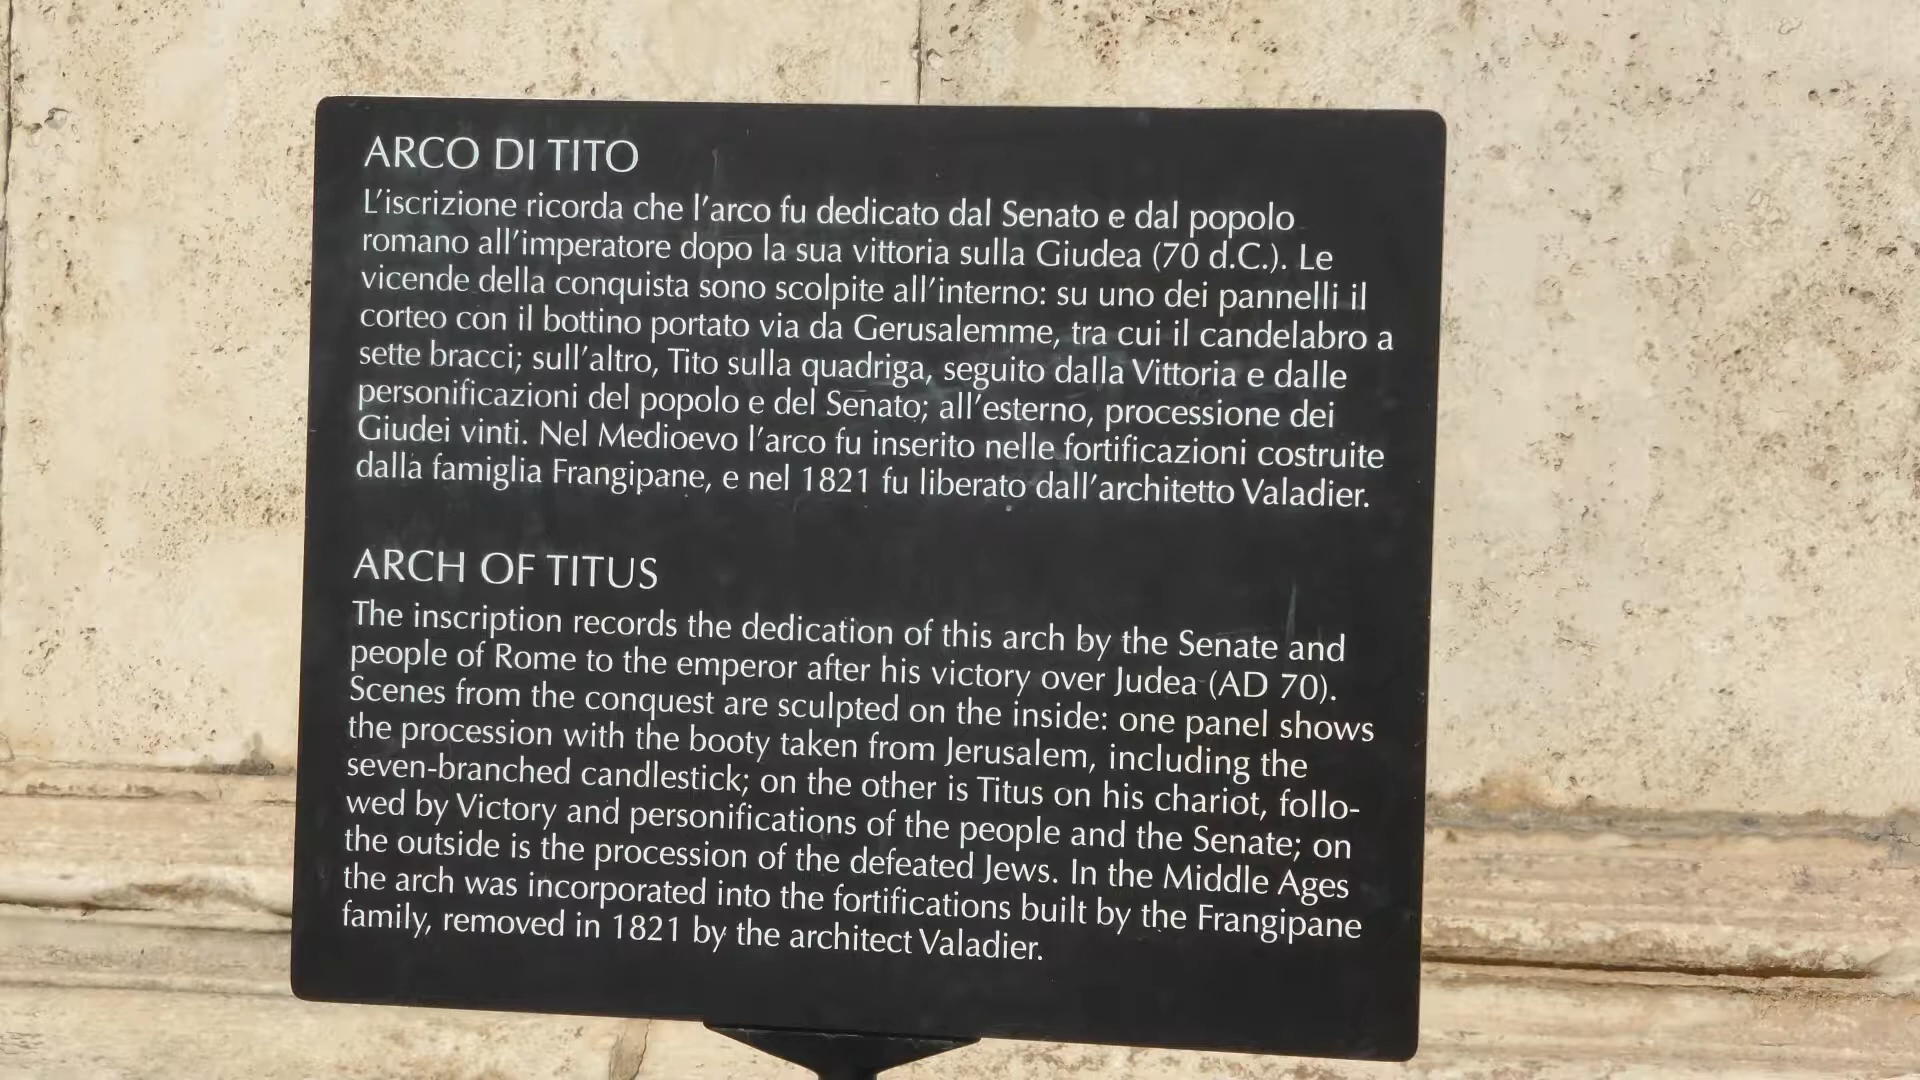 ARCO DI TITO
L'iscrizione ricorda che l'arco fu dedicato dal Senato e dal popolo
romano all'imperatore dopo la sua vittoria sulla Giudea (70 d.C.). Le
vicende della conquista sono scolpite all'interno: su uno dei pannelli il
corteo con il bottino portato via da Gerusalemme, tra cui il candelabro a
sette bracci; sull'altro, Tito sulla quadriga, seguito dalla Vittoria e dalle
personificazioni del popolo e del Senato; all'esterno, processione dei
Giudei vinti. Nel Medioevo l'arco fu inserito nelle fortificazioni costruite
dalla famiglia Frangipane, e nel 1821 fu liberato dall'architetto Valadier.
ARCH OF TITUS
The inscription records the dedication of this arch by the Senate and
people of Rome to the emperor after his victory over Judea (AD 70).
Scenes from the conquest are sculpted on the inside: one panel shows
the procession with the booty taken from Jerusalem, including the
seven-branched candlestick; on the other is Titus on his chariot, follo-
wed by Victory and personifications of the people and the Senate; on
the outside is the procession of the defeated Jews. In the Middle Ages
the arch was incorporated into the fortifications built by the Frangipane
family, removed in 1821 by the architect Valadier.